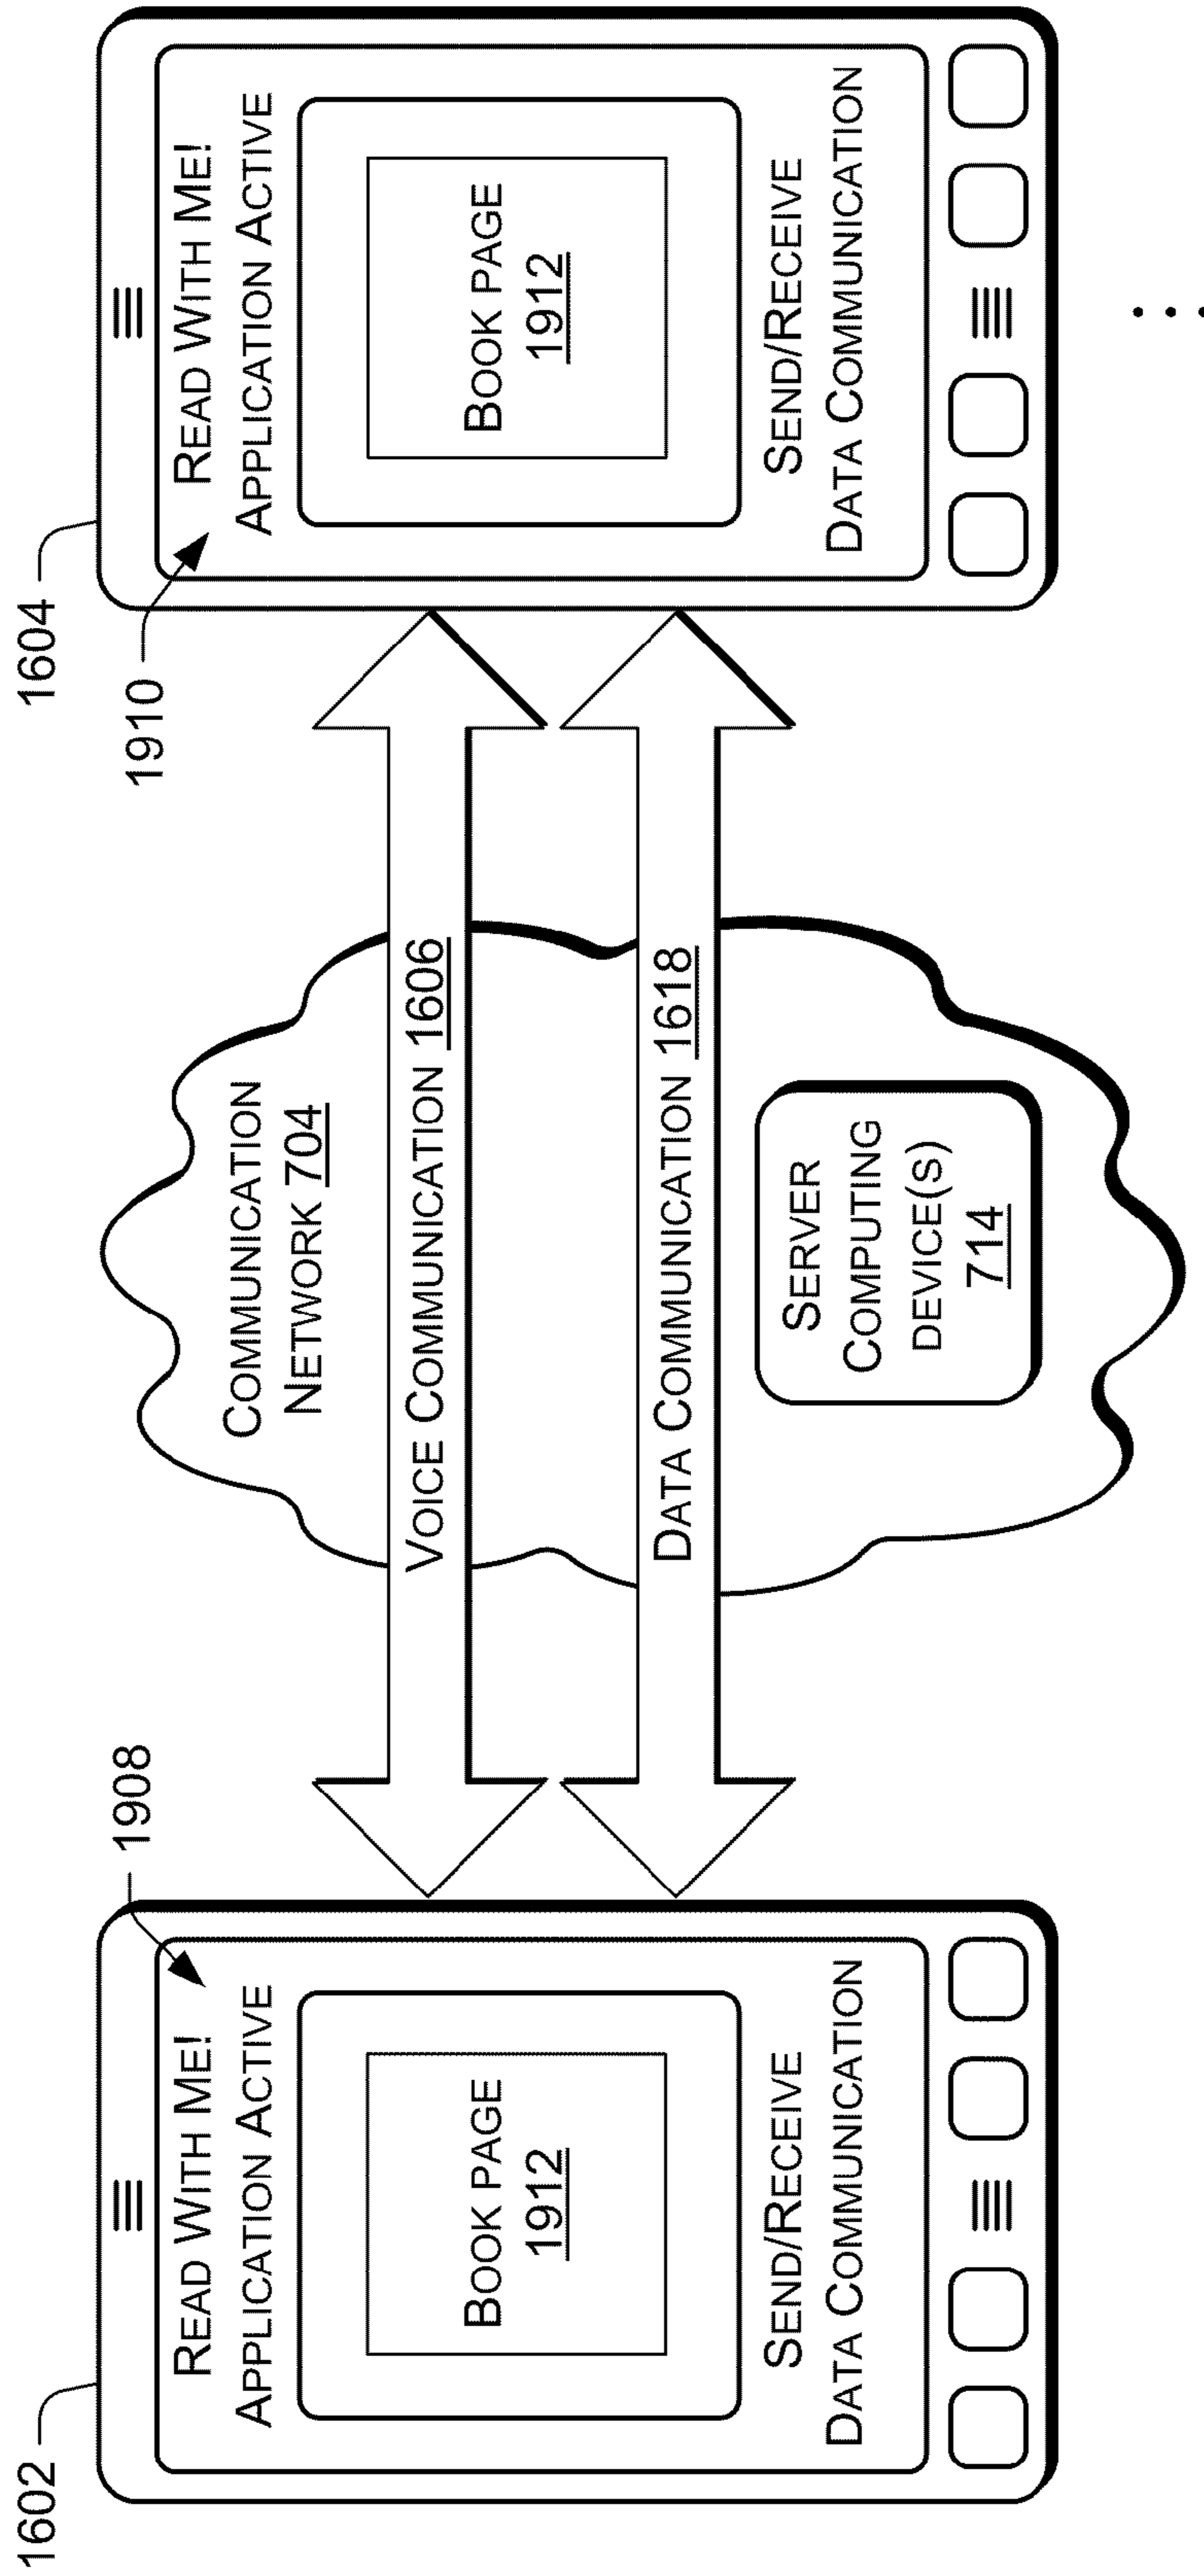 1602
1908
READ WITH ME!
APPLICATION ACTIVE
BOOK PAGE
1912
SEND/RECEIVE
DATA COMMUNICATION
COMMUNICATION
NETWORK 704
VOICE COMMUNICATION 1606
DATA COMMUNICATION 1618
SERVER
COMPUTING
DEVICE(S)
714
1604
1910
READ WITH ME!
APPLICATION ACTIVE
BOOK PAGE
1912
SEND/RECEIVE
DATA COMMUNICATION